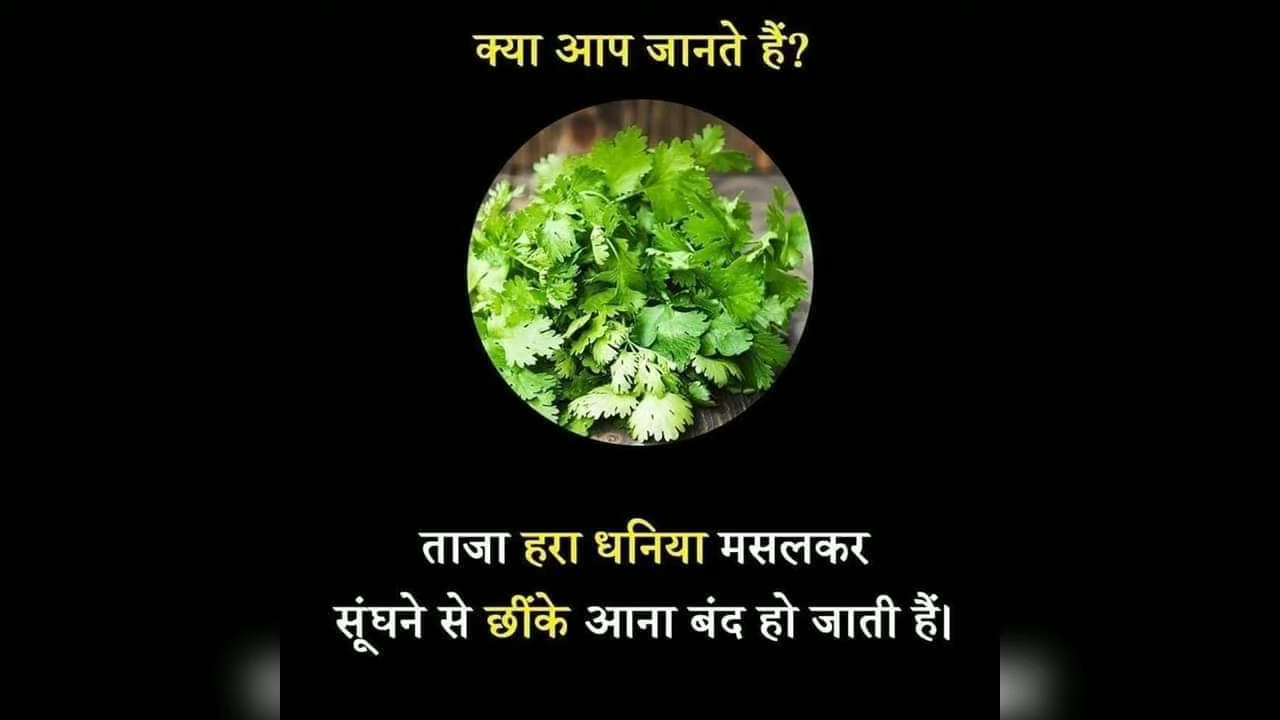 क्या आप जानते हैं?
ताजा हरा धनिया मसलकर
सूंघने से छींके आना बंद हो जाती हैं।